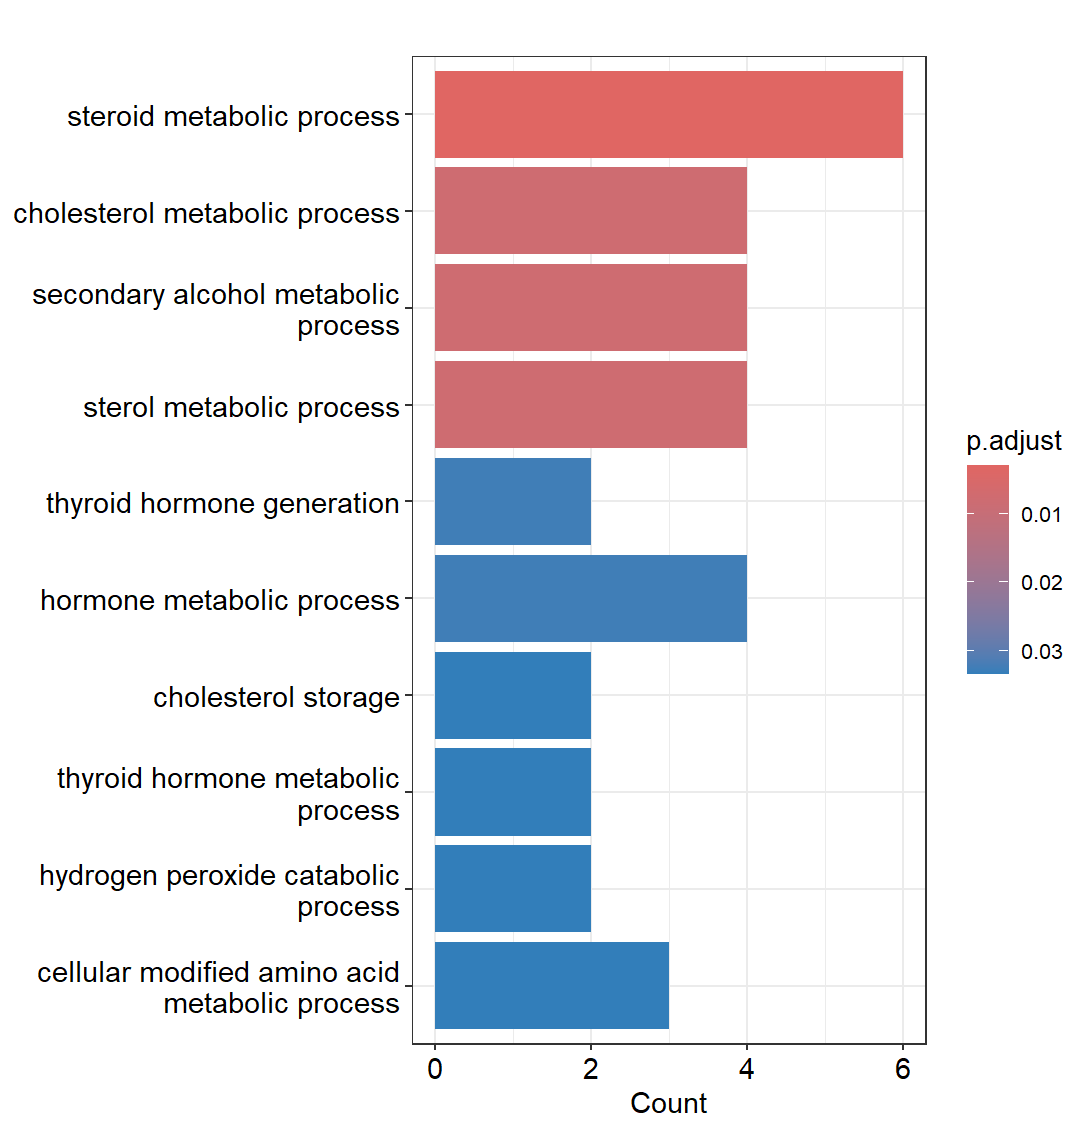 steroid metabolic process
cholesterol metabolic process
secondary alcohol metabolic
process
sterol metabolic process
thyroid hormone generation
hormone metabolic process
cholesterol storage
thyroid hormone metabolic
process
hydrogen peroxide catabolic
process
cellular modified amino acid
metabolic process
0 2 4 6
Count
p.adjust
0.01
0.02
0.03